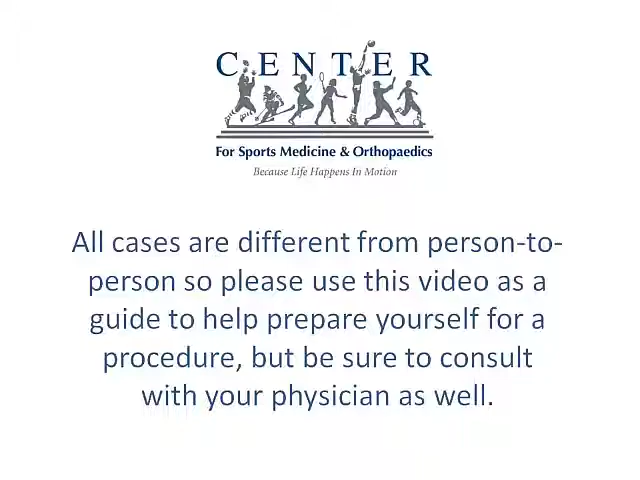 CENTER
For Sports Medicine & Orthopaedics
Because Life Happens In Motion
All cases are different from person-to-
person so please use this video as a
guide to help prepare yourself for a
procedure, but be sure to consult
with your physician as well.